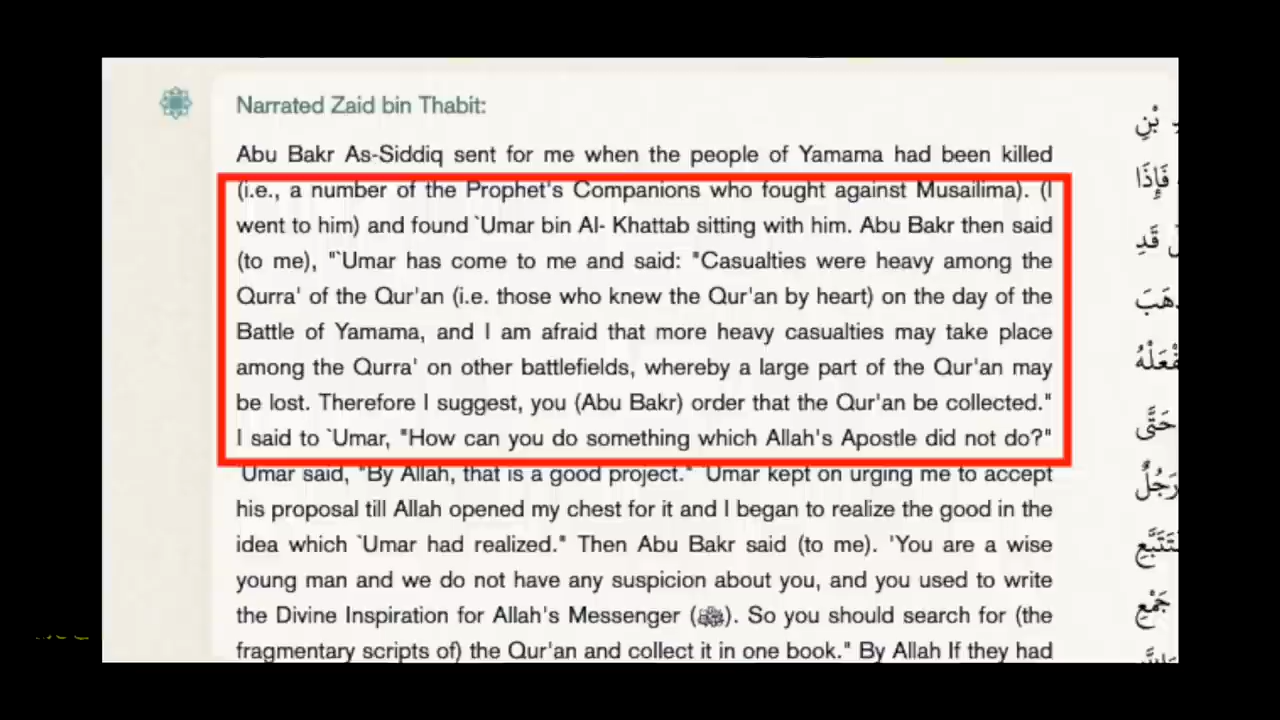 Narrated Zaid bin Thabit:
Abu Bakr As-Siddiq sent for me when the people of Yamama had been killed
(i.e., a number of the Prophet's Companions who fought against Musailima). (I
went to him) and found `Umar bin Al- Khattab sitting with him. Abu Bakr then said
(to me), "`Umar has come to me and said: "Casualties were heavy among the
Qurra' of the Qur'an (i.e. those who knew the Qur'an by heart) on the day of the
Battle of Yamama, and I am afraid that more heavy casualties may take place
among the Qurra' on other battlefields, whereby a large part of the Qur'an may
be lost. Therefore I suggest, you (Abu Bakr) order that the Qur'an be collected."
I said to `Umar, "How can you do something which Allah's Apostle did not do?"
`Umar said, "By Allah, that is a good project." `Umar kept on urging me to accept
his proposal till Allah opened my chest for it and I began to realize the good in the
idea which `Umar had realized." Then Abu Bakr said (to me). 'You are a wise
young man and we do not have any suspicion about you, and you used to write
the Divine Inspiration for Allah's Messenger (ﷺ). So you should search for (the
fragmentary scripts of) the Qur'an and collect it in one book." By Allah If they had
بْنِ
فَإِذَا
قَدِ
حَتَّى
جَمْعِ